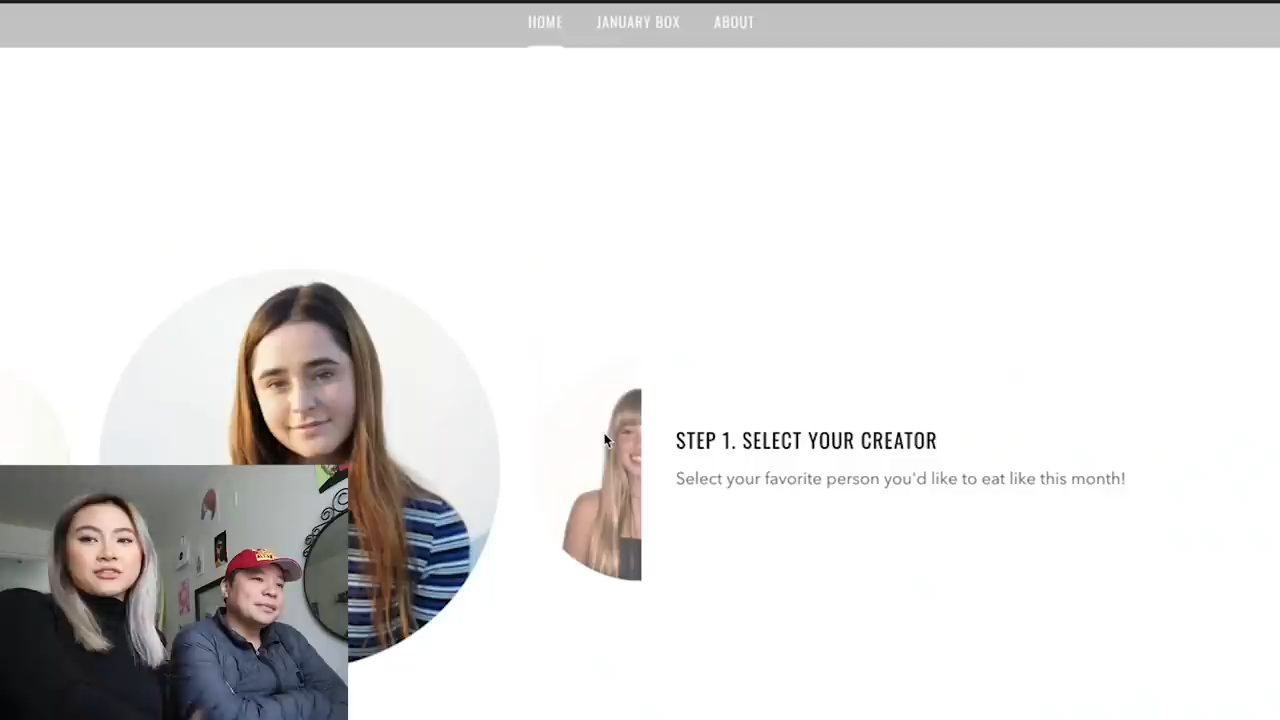 HOME JANUARY BOX ABOUT
STEP 1. SELECT YOUR CREATOR
Select your favorite person you'd like to eat like this month!